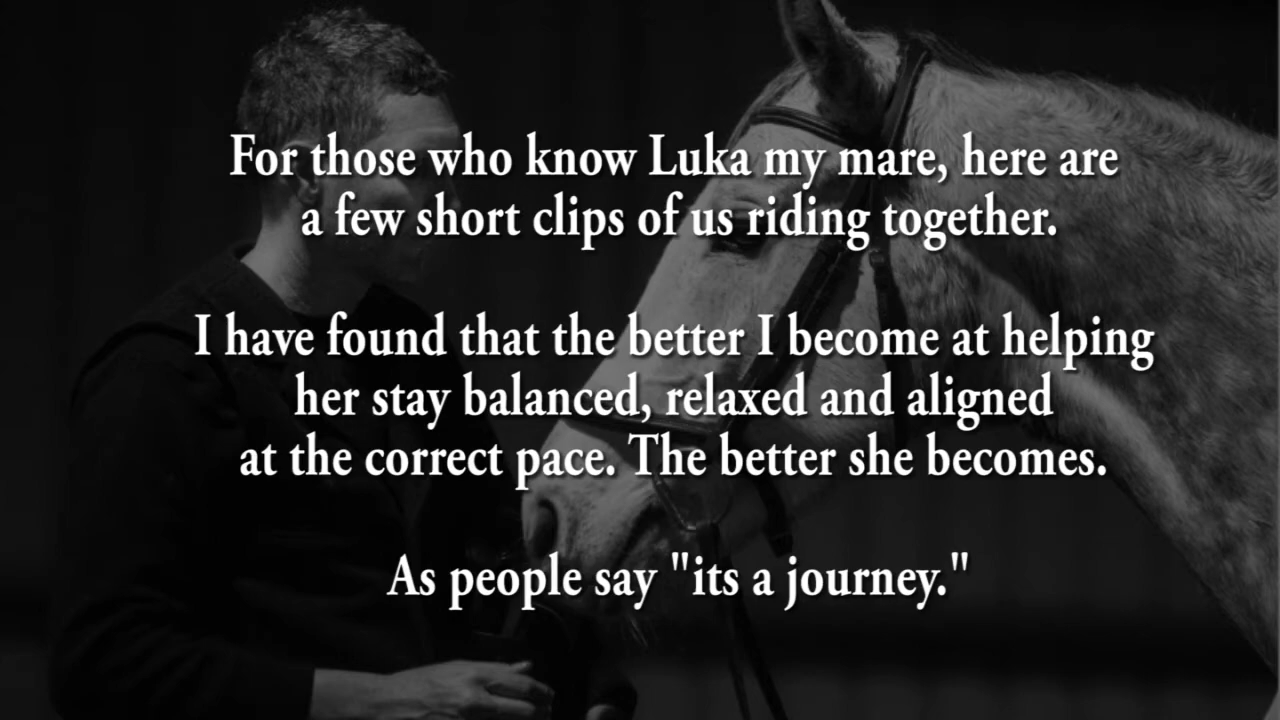 For those who know Luka my mare, here are
a few short clips of us riding together.
I have found that the better I become at helping
her stay balanced, relaxed and aligned
at the correct pace. The better she becomes.
As people say "its a journey."